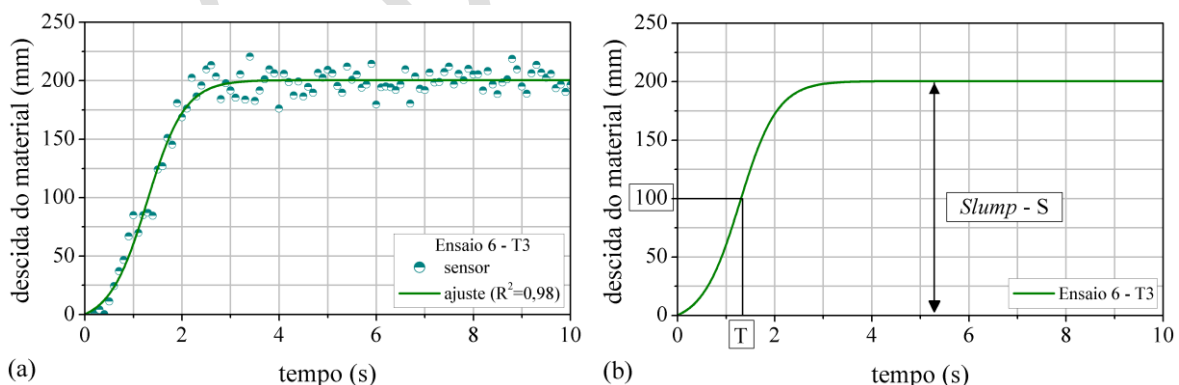 250
200
150
100
50
0
descida do material (mm)
Ensaio 6 - T3
sensor
ajuste (R²=0,98)
0 2 4 6 8 10
(a) tempo (s)
250
200
150
100
50
0
descida do material (mm)
Slump - S
Ensaio 6 - T3
0 T 2 4 6 8 10
(b) tempo (s)